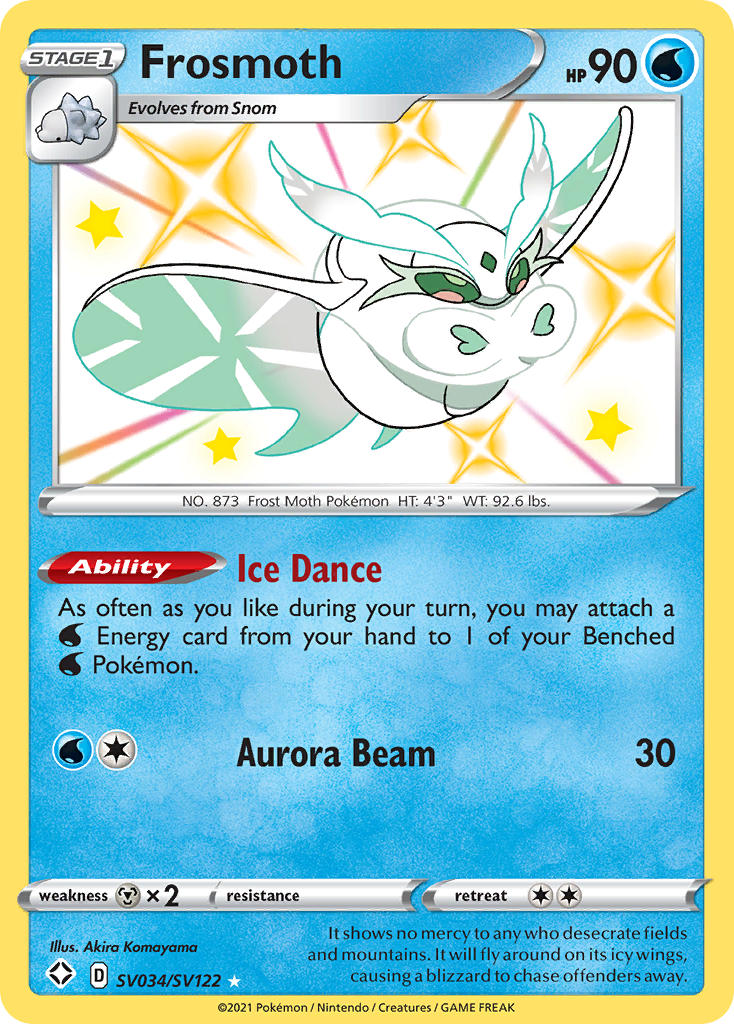 STAGE1 Frosmoth HP 90
Evolves from Snom
NO. 873 Frost Moth Pokémon HT: 4'3" WT: 92.6 lbs.
Ability Ice Dance
As often as you like during your turn, you may attach a
Energy card from your hand to 1 of your Benched
Pokémon.
Aurora Beam 30
weakness ×2 resistance retreat
It shows no mercy to any who desecrate fields
and mountains. It will fly around on its icy wings,
causing a blizzard to chase offenders away.
Illus. Akira Komayama
D SV034/SV122
©2021 Pokémon / Nintendo / Creatures / GAME FREAK